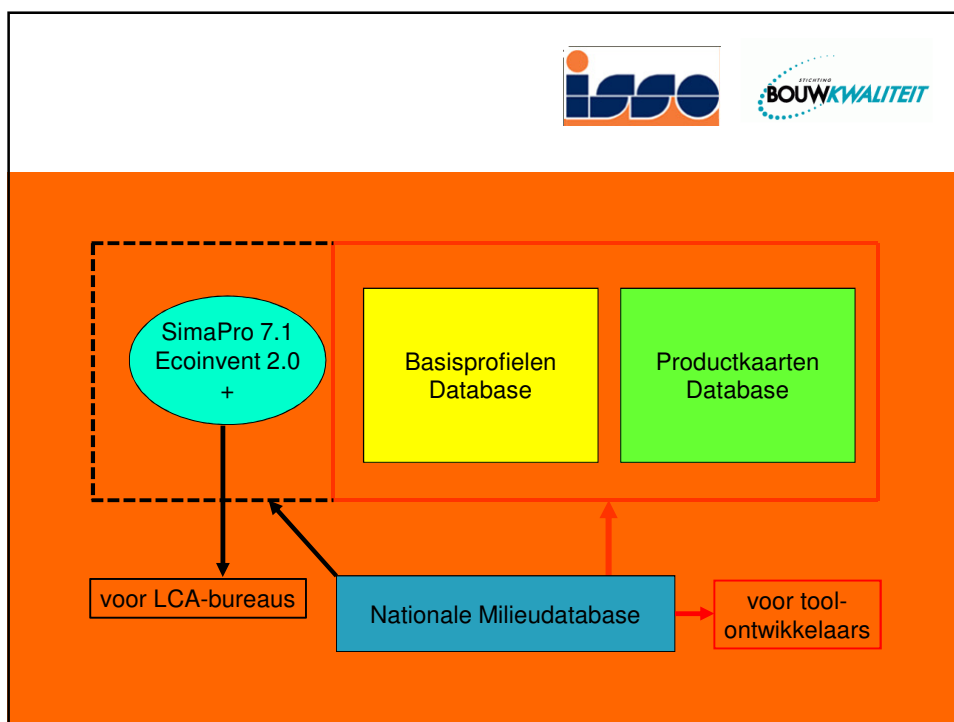 isso
STICHTING
BOUWKWALITEIT
SimaPro 7.1
Ecoinvent 2.0
+
Basisprofielen
Database
Productkaarten
Database
voor LCA-bureaus
Nationale Milieudatabase
voor tool-
ontwikkelaars